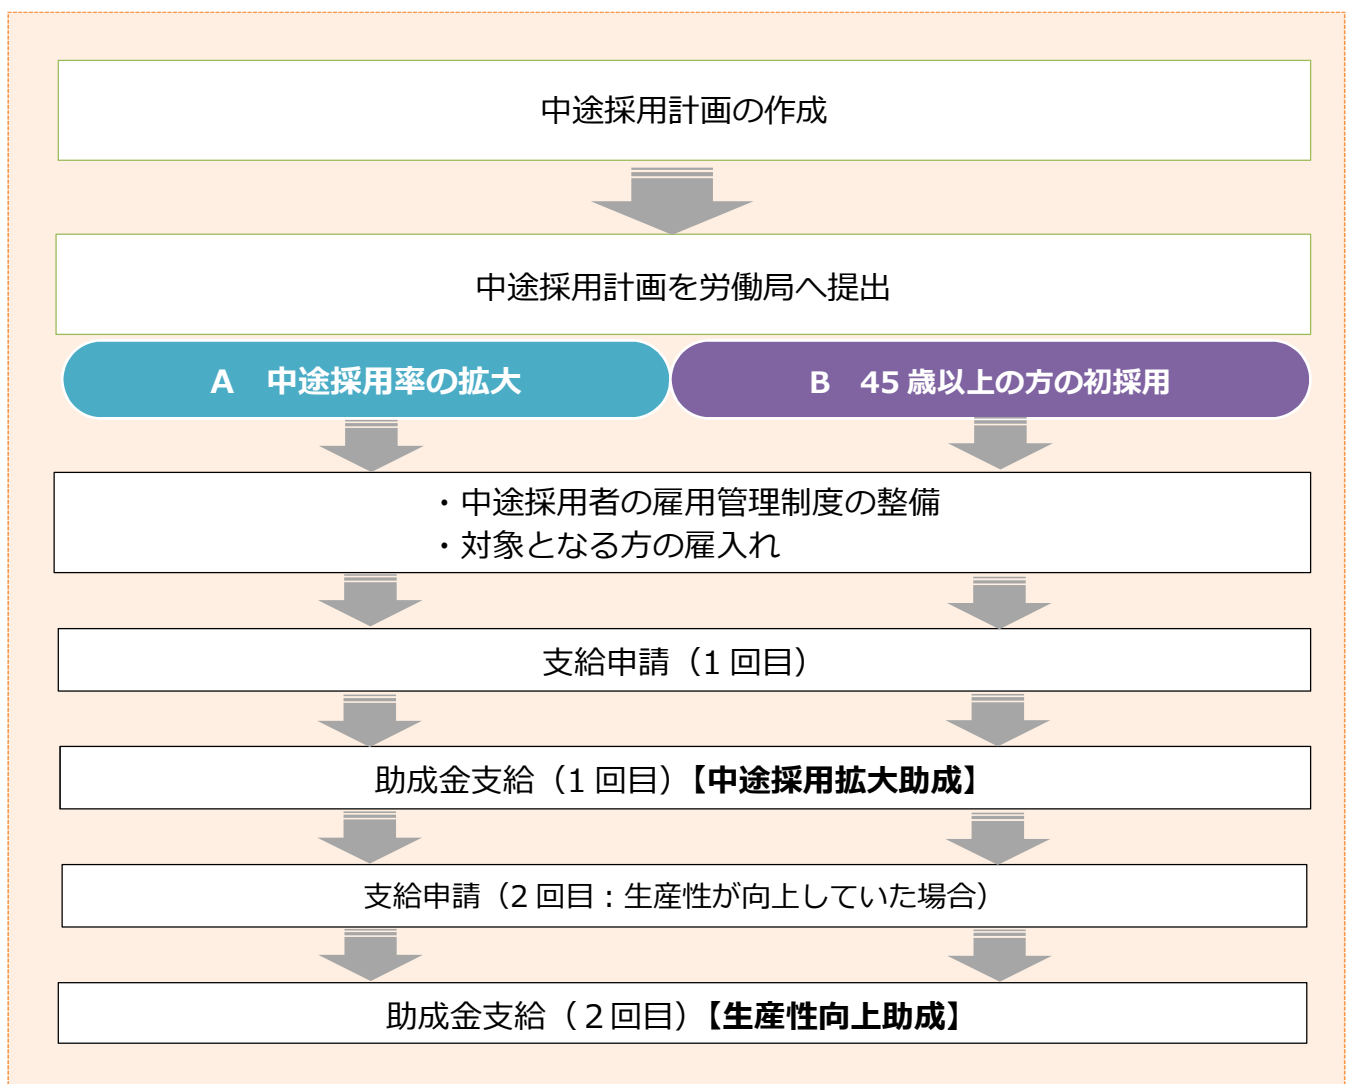 中途採用計画の作成
中途採用計画を労働局へ提出
A 中途採用率の拡大
B 45歳以上の方の初採用
・中途採用者の雇用管理制度の整備
・対象となる方の雇入れ
支給申請（1回目）
助成金支給（1回目）【中途採用拡大助成】
支給申請（2回目：生産性が向上していた場合）
助成金支給（２回目）【生産性向上助成】